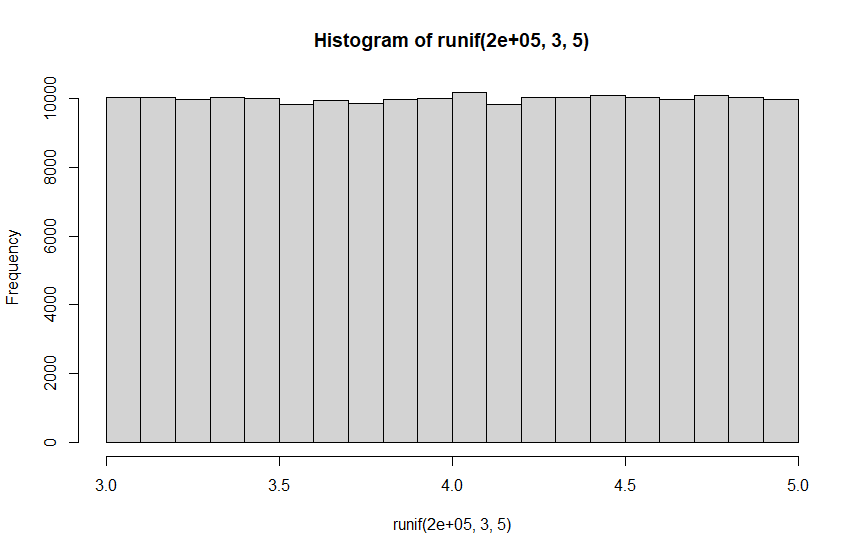 Histogram of runif(2e+05, 3, 5)
Frequency
10000
8000
6000
4000
2000
0
3.0 3.5 4.0 4.5 5.0
runif(2e+05, 3, 5)